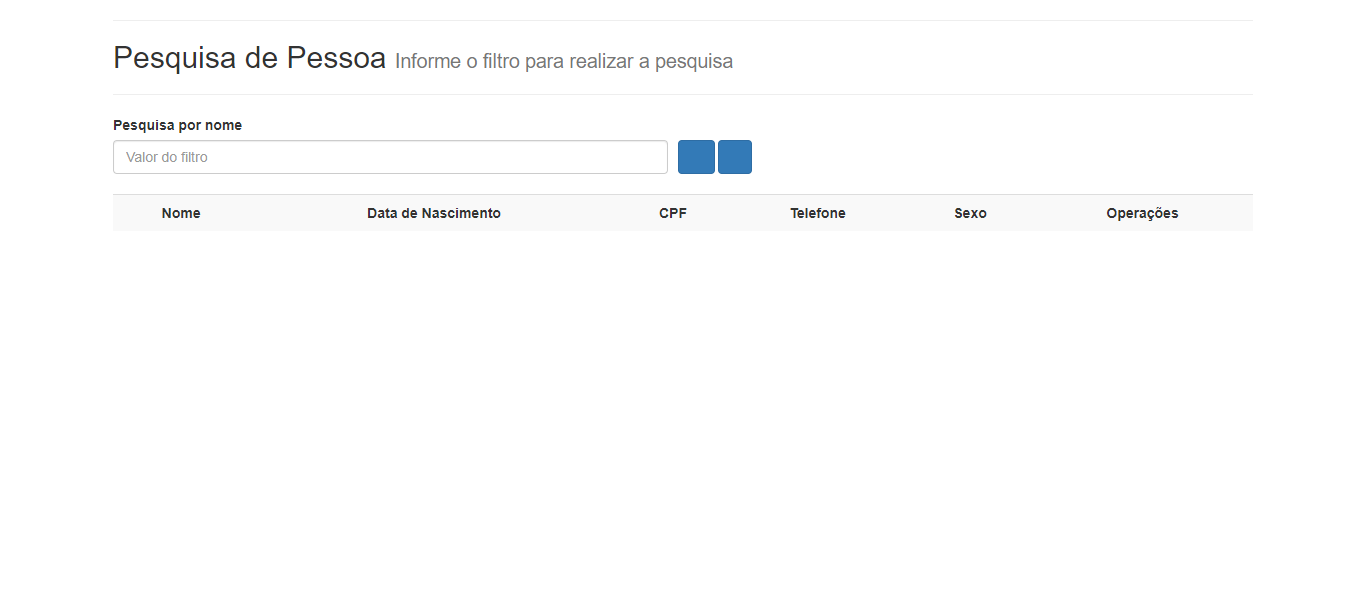 Pesquisa de Pessoa Informe o filtro para realizar a pesquisa
Pesquisa por nome
Valor do filtro
Nome Data de Nascimento CPF Telefone Sexo Operações